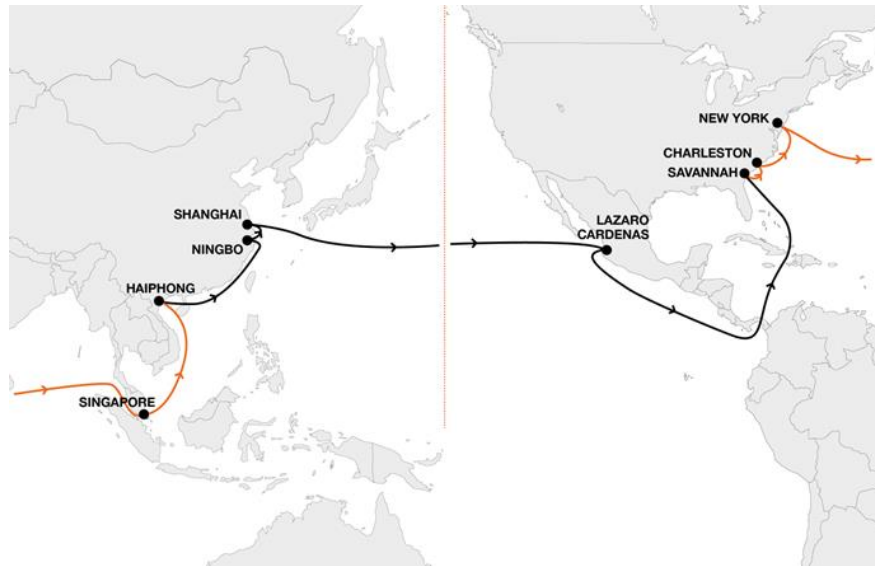 NEW YORK
CHARLESTON
SAVANNAH
SHANGHAI
LAZARO
CARDENAS
NINGBO
HAIPHONG
SINGAPORE